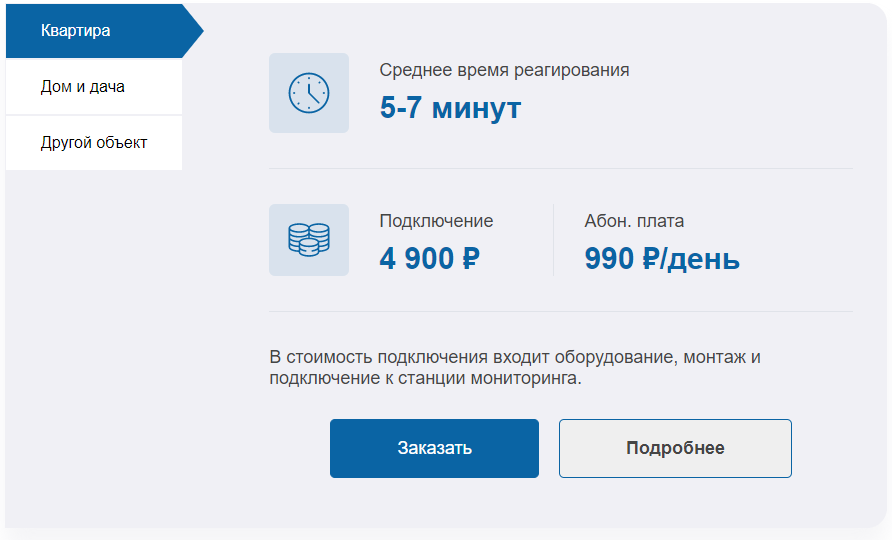 Квартира
Дом и дача
Другой объект
Среднее время реагирования
5-7 минут
Подключение
4 900 ₽
Абон. плата
990 ₽/день
В стоимость подключения входит оборудование, монтаж и
подключение к станции мониторинга.
Заказать
Подробнее